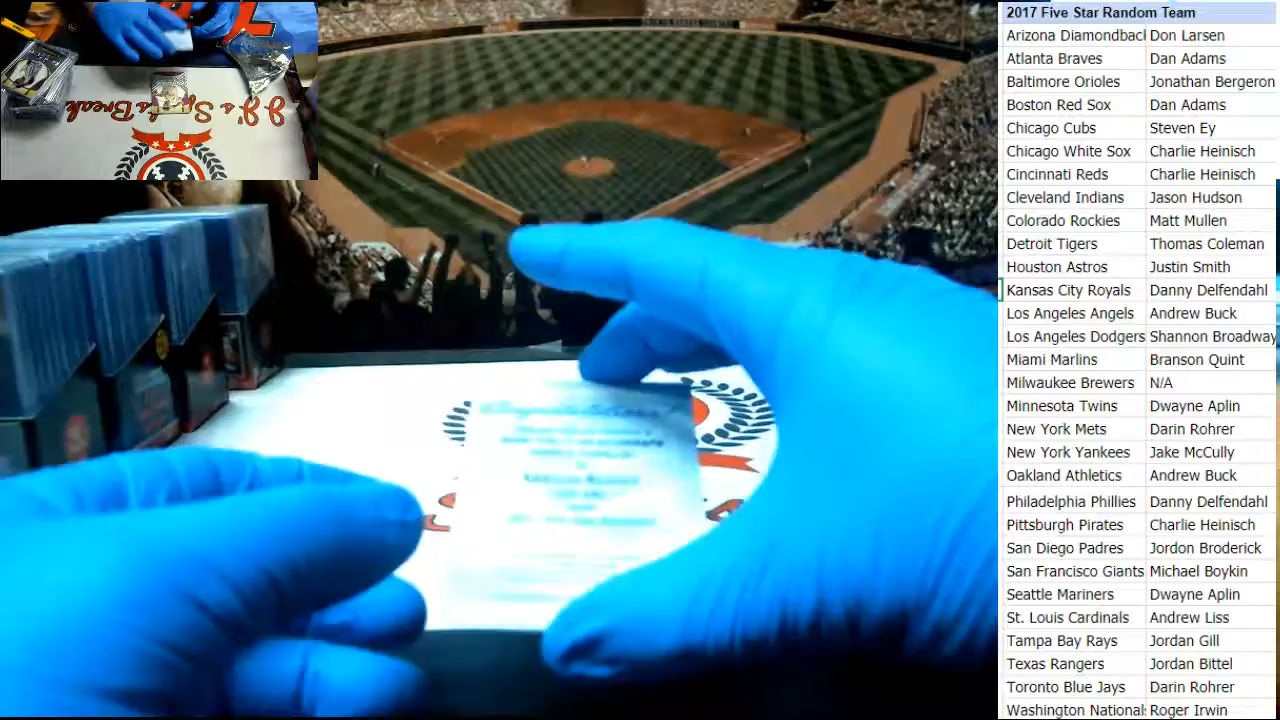 2017 Five Star Random Team
Arizona Diamondbacl Don Larsen
Atlanta Braves Dan Adams
Baltimore Orioles Jonathan Bergeron
Boston Red Sox Dan Adams
Chicago Cubs Steven Ey
Chicago White Sox Charlie Heinisch
Cincinnati Reds Charlie Heinisch
Cleveland Indians Jason Hudson
Colorado Rockies Matt Mullen
Detroit Tigers Thomas Coleman
Houston Astros Justin Smith
Kansas City Royals Danny Delfendahl
Los Angeles Angels Andrew Buck
Los Angeles Dodgers Shannon Broadway
Miami Marlins Branson Quint
Milwaukee Brewers N/A
Minnesota Twins Dwayne Aplin
New York Mets Darin Rohrer
New York Yankees Jake McCully
Oakland Athletics Andrew Buck
Philadelphia Phillies Danny Delfendahl
Pittsburgh Pirates Charlie Heinisch
San Diego Padres Jordon Broderick
San Francisco Giants Michael Boykin
Seattle Mariners Dwayne Aplin
St. Louis Cardinals Andrew Liss
Tampa Bay Rays Jordan Gill
Texas Rangers Jordan Bittel
Toronto Blue Jays Darin Rohrer
Washington Nationals Roger Irwin